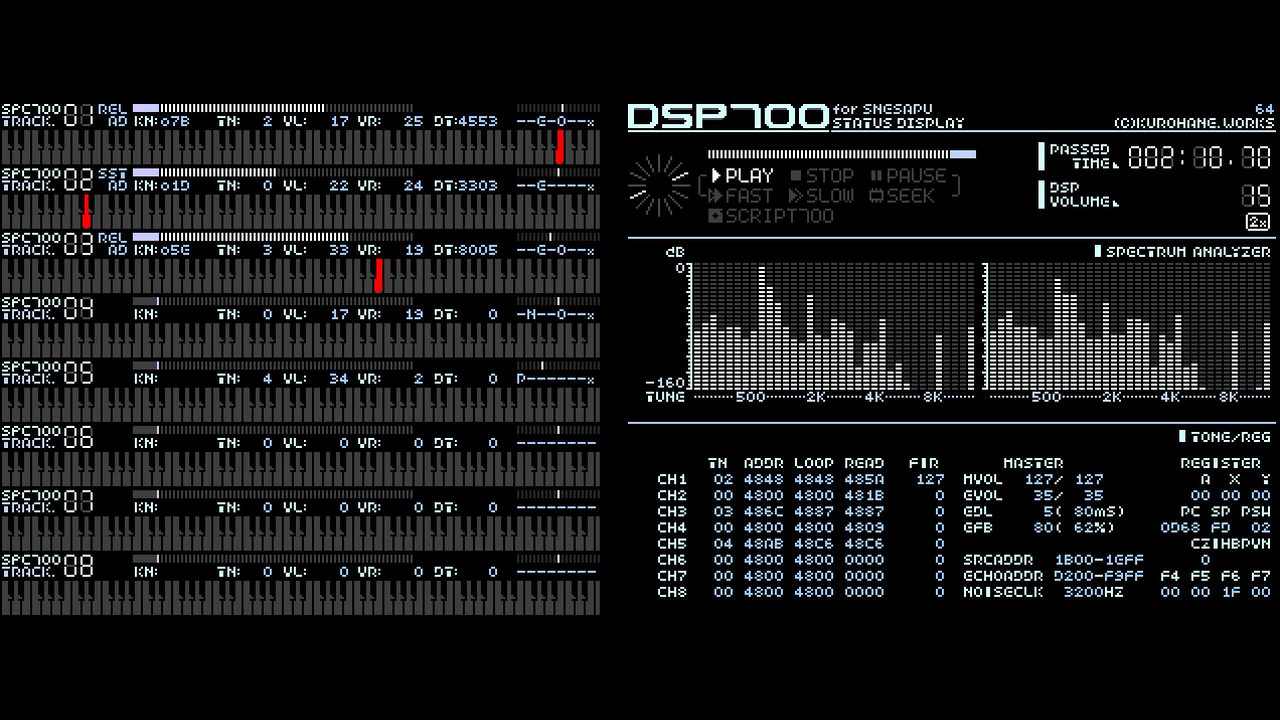 SPC700 01 REL
TRACK. AD KN:o7B TN: 2 VL: 17 VR: 25 DT:4553 --E-O--x
SPC700 02 SST
TRACK. AD KN:o1D TN: 0 VL: 22 VR: 24 DT:3303 --E----x
SPC700 03 REL
TRACK. AD KN:o5E TN: 3 VL: 33 VR: 19 DT:8005 --E-O--x
SPC700 04
TRACK. KN: TN: 0 VL: 17 VR: 19 DT: 0 -N--O--x
SPC700 05
TRACK. KN: TN: 4 VL: 34 VR: 2 DT: 0 P------x
SPC700 06
TRACK. KN: TN: 0 VL: 0 VR: 0 DT: 0 --------
SPC700 07
TRACK. KN: TN: 0 VL: 0 VR: 0 DT: 0 --------
SPC700 08
TRACK. KN: TN: 0 VL: 0 VR: 0 DT: 0 --------
DSP700 for SNESAPU
STATUS DISPLAY
64
(C)KUROHANE.WORKS
PLAY STOP PAUSE
FAST SLOW SEEK
SCRIPT700
PASSED TIME 002:10.70
DSP VOLUME 15
2x
SPECTRUM ANALYZER
dB
0
-160
TUNE 500 2K 4K 8K 500 2K 4K 8K
TONE/REG
TN ADDR LOOP READ FIR MASTER REGISTER
CH1 02 4848 4848 485A 127 MVOL 127/ 127 A X Y
CH2 00 4800 4800 481B 0 EVOL 35/ 35 00 00 00
CH3 03 486C 4887 4887 0 EDL 5( 80mS) PC SP PSW
CH4 00 4800 4800 4809 0 EFB 80( 62%) 0D68 FD 02
CH5 04 48AB 48C6 48C6 0 CZIHBPVN
CH6 00 4800 4800 0000 0 SRCADDR 1B00-1EFF 0
CH7 00 4800 4800 0000 0 ECHOADDR D200-F9FF F4 F5 F6 F7
CH8 00 4800 4800 0000 0 NOISECLK 3200HZ 00 00 1F 00